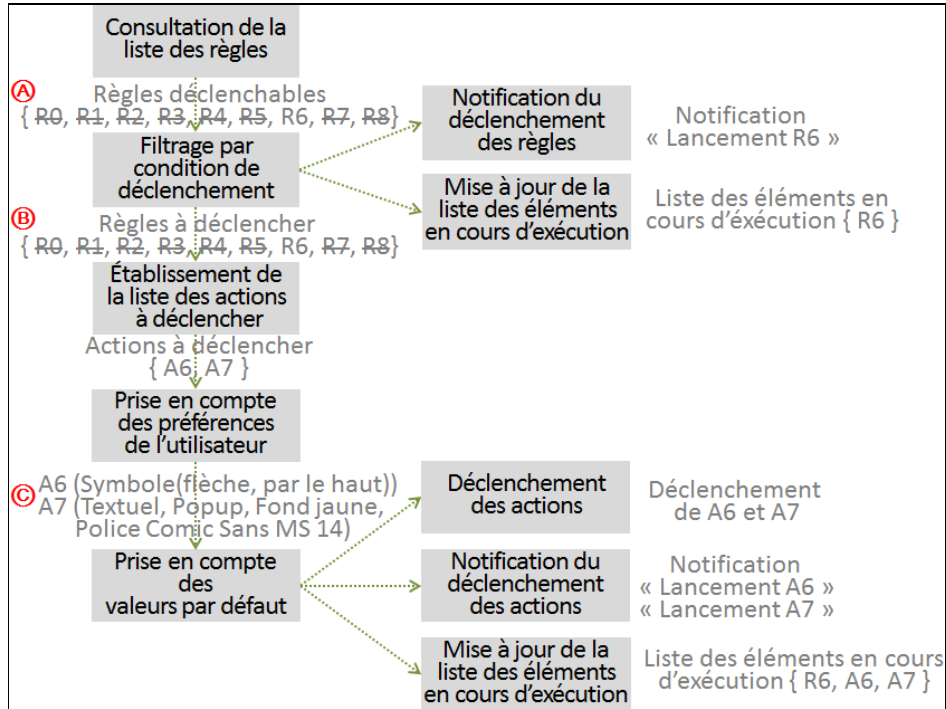 Consultation de la
liste des règles
Ⓐ
Règles déclenchables
{ R0, R1, R2, R3, R4, R5, R6, R7, R8}
Notification du
déclenchement
des règles
Notification
« Lancement R6 »
Filtrage par
condition de
déclenchement
Mise à jour de la
liste des éléments
en cours d’exécution
Liste des éléments en
cours d’éxécution { R6 }
Ⓑ
Règles à déclencher
{ R0, R1, R2, R3, R4, R5, R6, R7, R8}
Établissement de
la liste des actions
à déclencher
Actions à déclencher
{ A6, A7 }
Prise en compte
des préférences
de l’utilisateur
Ⓒ
A6 (Symbole(flèche, par le haut))
A7 (Textuel, Popup, Fond jaune,
Police Comic Sans MS 14)
Déclenchement
des actions
Déclenchement
de A6 et A7
Prise en compte
des
valeurs par défaut
Notification du
déclenchement
des actions
Notification
« Lancement A6 »
« Lancement A7 »
Mise à jour de la
liste des éléments
en cours d’exécution
Liste des éléments en cours
d’exécution { R6, A6, A7 }